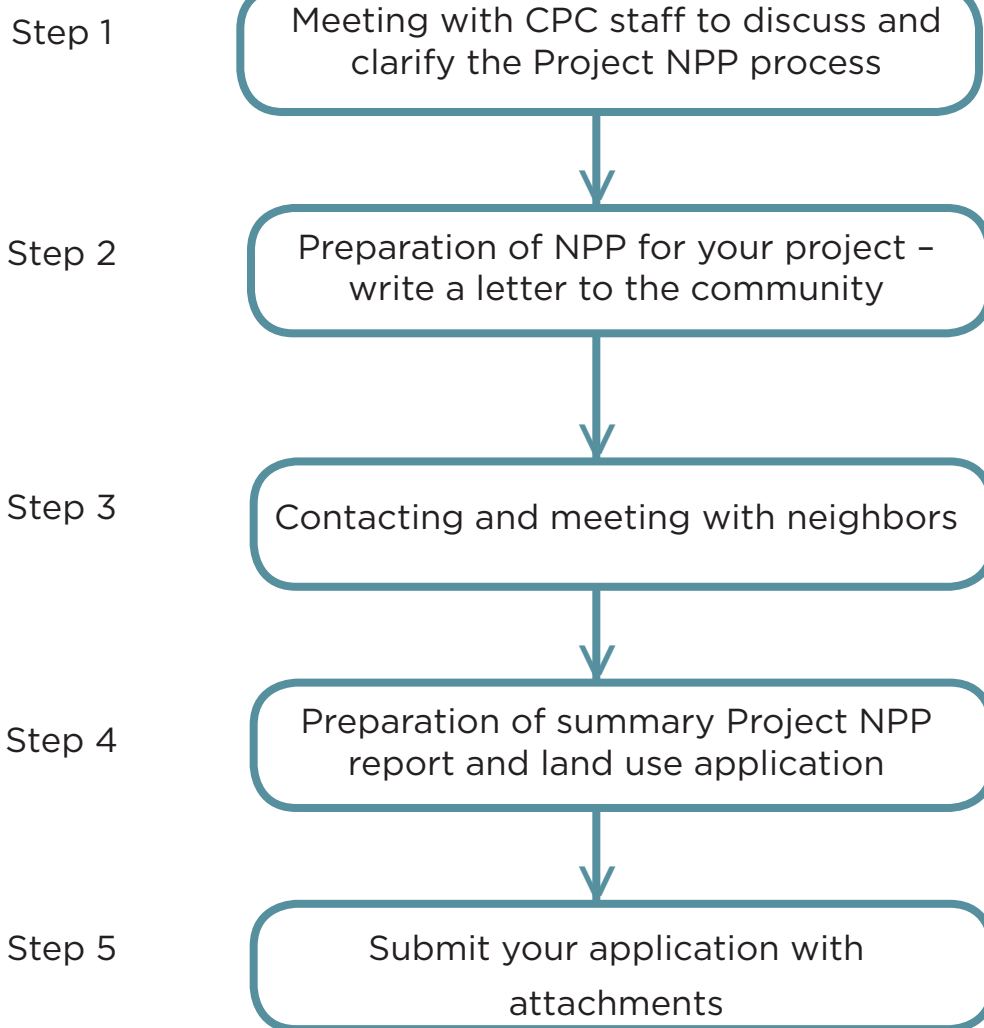 Step 1
Meeting with CPC staff to discuss and
clarify the Project NPP process
Step 2
Preparation of NPP for your project –
write a letter to the community
Step 3
Contacting and meeting with neighbors
Step 4
Preparation of summary Project NPP
report and land use application
Step 5
Submit your application with
attachments